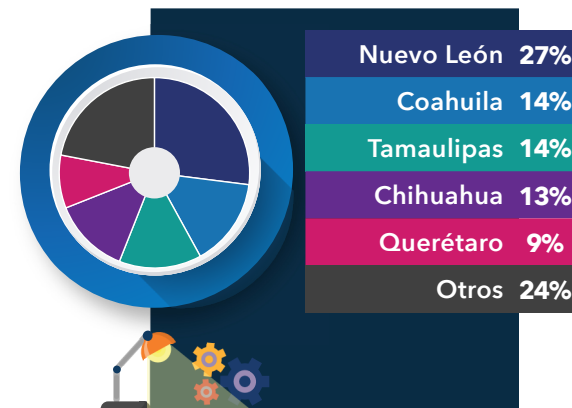 Nuevo León 27%
Coahuila 14%
Tamaulipas 14%
Chihuahua 13%
Querétaro 9%
Otros 24%